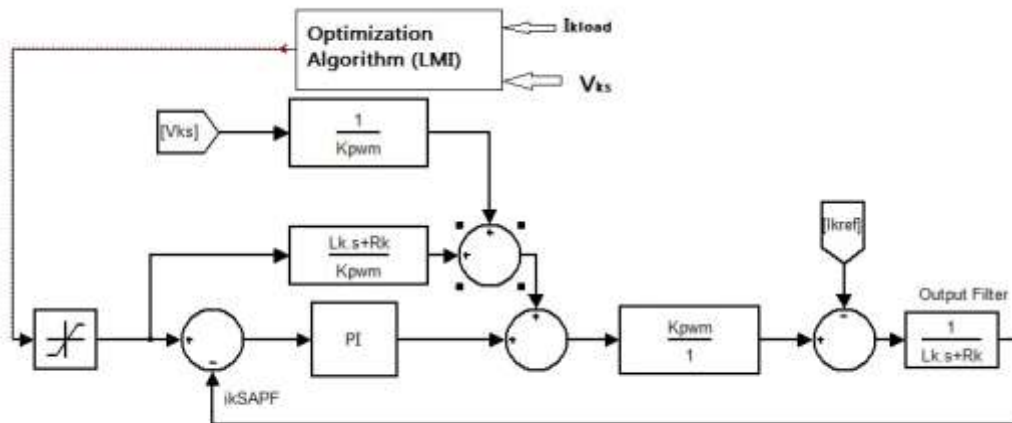 Optimization
Algorithm (LMI)
Ikload
Vks
[Vks]
1
Kpwm
Lk.s+Rk
Kpwm
[Ikref]
Output Filter
+
+
+
+
-
PI
+
+
Kpwm
1
+
-
1
Lk.s+Rk
ikSAPF